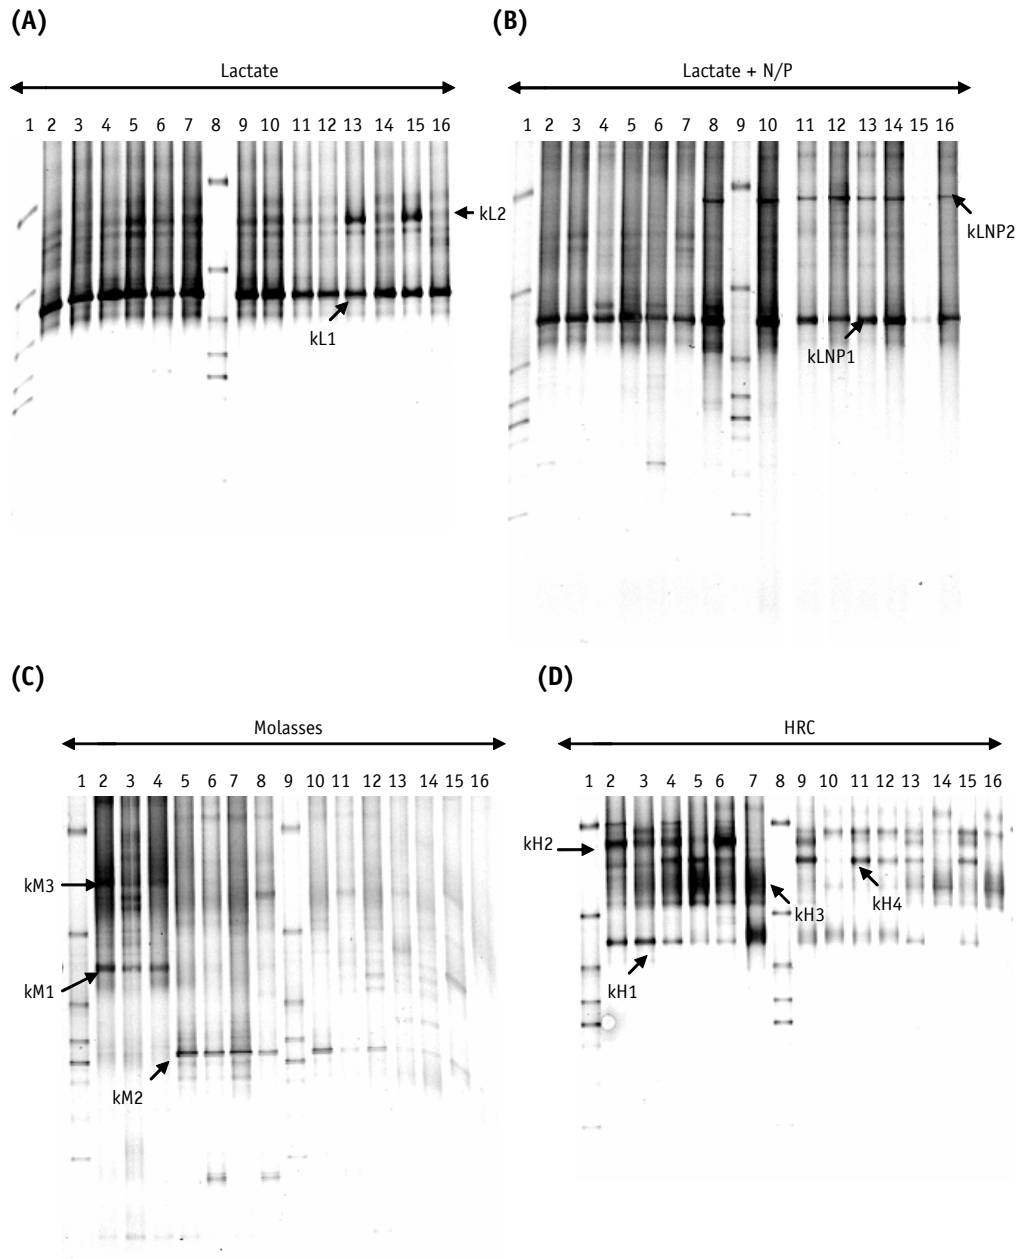 (A)
Lactate
1 2 3 4 5 6 7 8 9 10 11 12 13 14 15 16
kL2
kL1
(B)
Lactate + N/P
1 2 3 4 5 6 7 8 9 10 11 12 13 14 15 16
kLNP2
kLNP1
(C)
Molasses
1 2 3 4 5 6 7 8 9 10 11 12 13 14 15 16
kM3
kM1
kM2
(D)
HRC
1 2 3 4 5 6 7 8 9 10 11 12 13 14 15 16
kH2
kH3
kH4
kH1